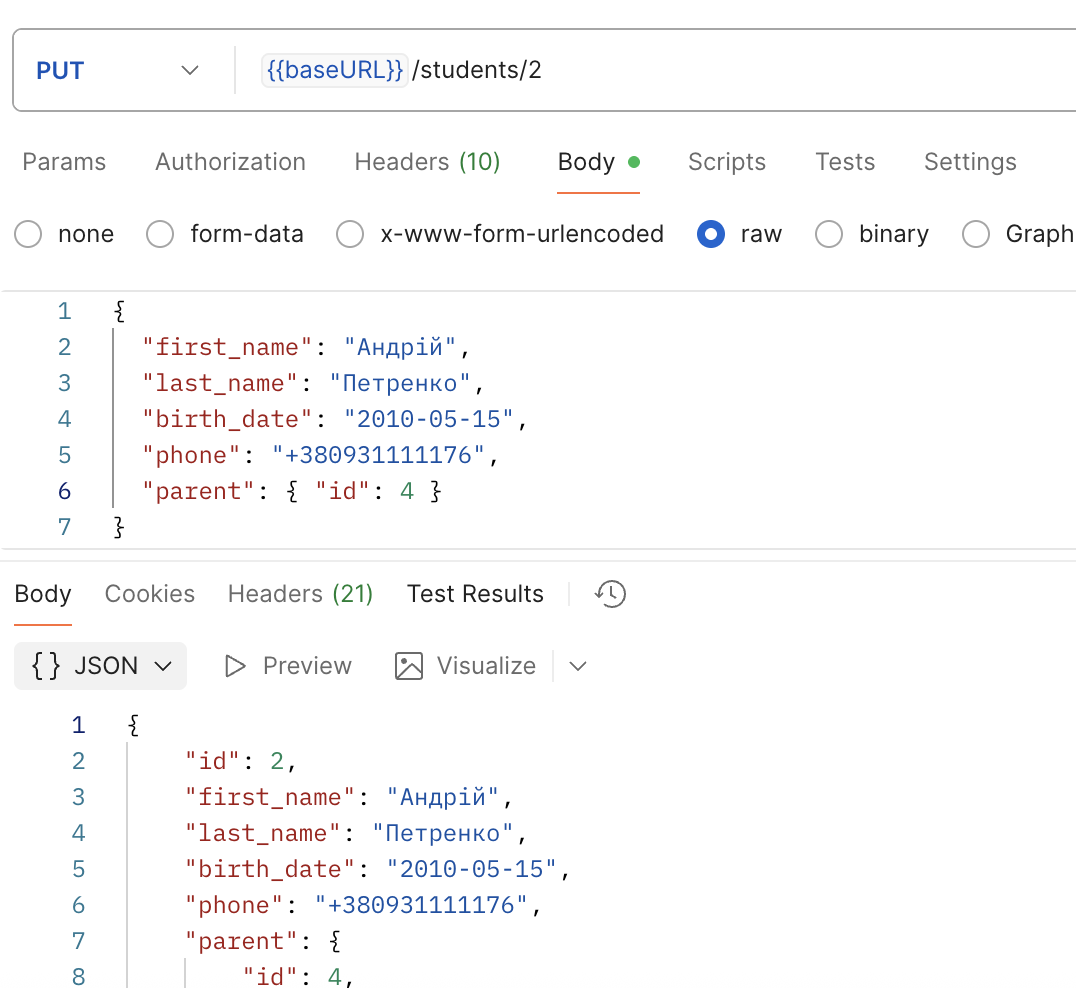 PUT {{baseURL}}/students/2
Params Authorization Headers (10) Body Scripts Tests Settings
none form-data x-www-form-urlencoded raw binary Graph
1 {
2 "first_name": "Андрій",
3 "last_name": "Петренко",
4 "birth_date": "2010-05-15",
5 "phone": "+380931111176",
6 "parent": { "id": 4 }
7 }
Body Cookies Headers (21) Test Results
{} JSON Preview Visualize
1 {
2 "id": 2,
3 "first_name": "Андрій",
4 "last_name": "Петренко",
5 "birth_date": "2010-05-15",
6 "phone": "+380931111176",
7 "parent": {
8 "id": 4,